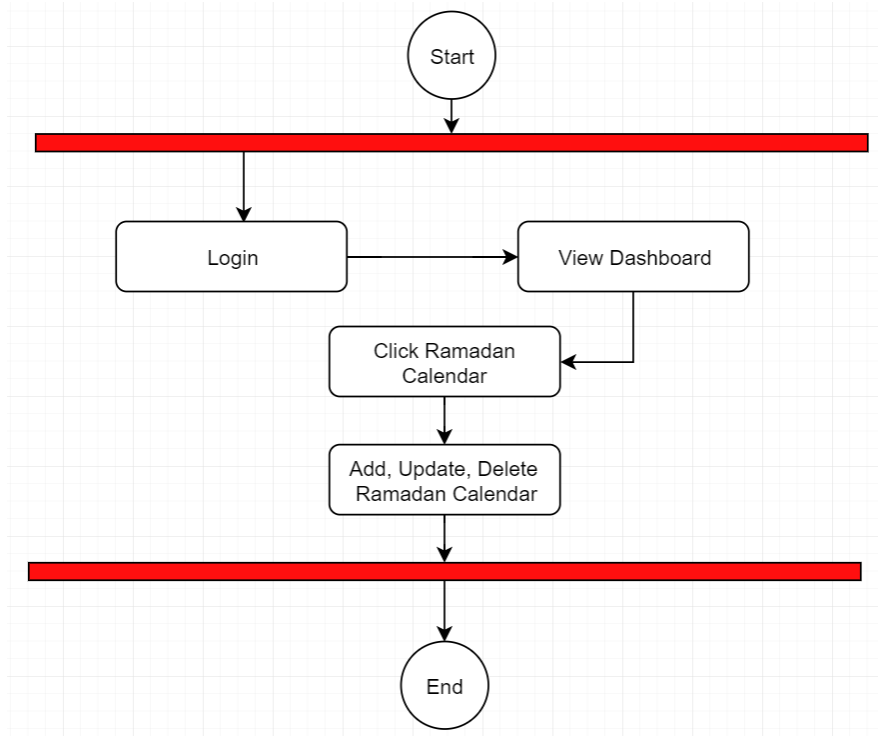 Start
Login
View Dashboard
Click Ramadan
Calendar
Add, Update, Delete
Ramadan Calendar
End